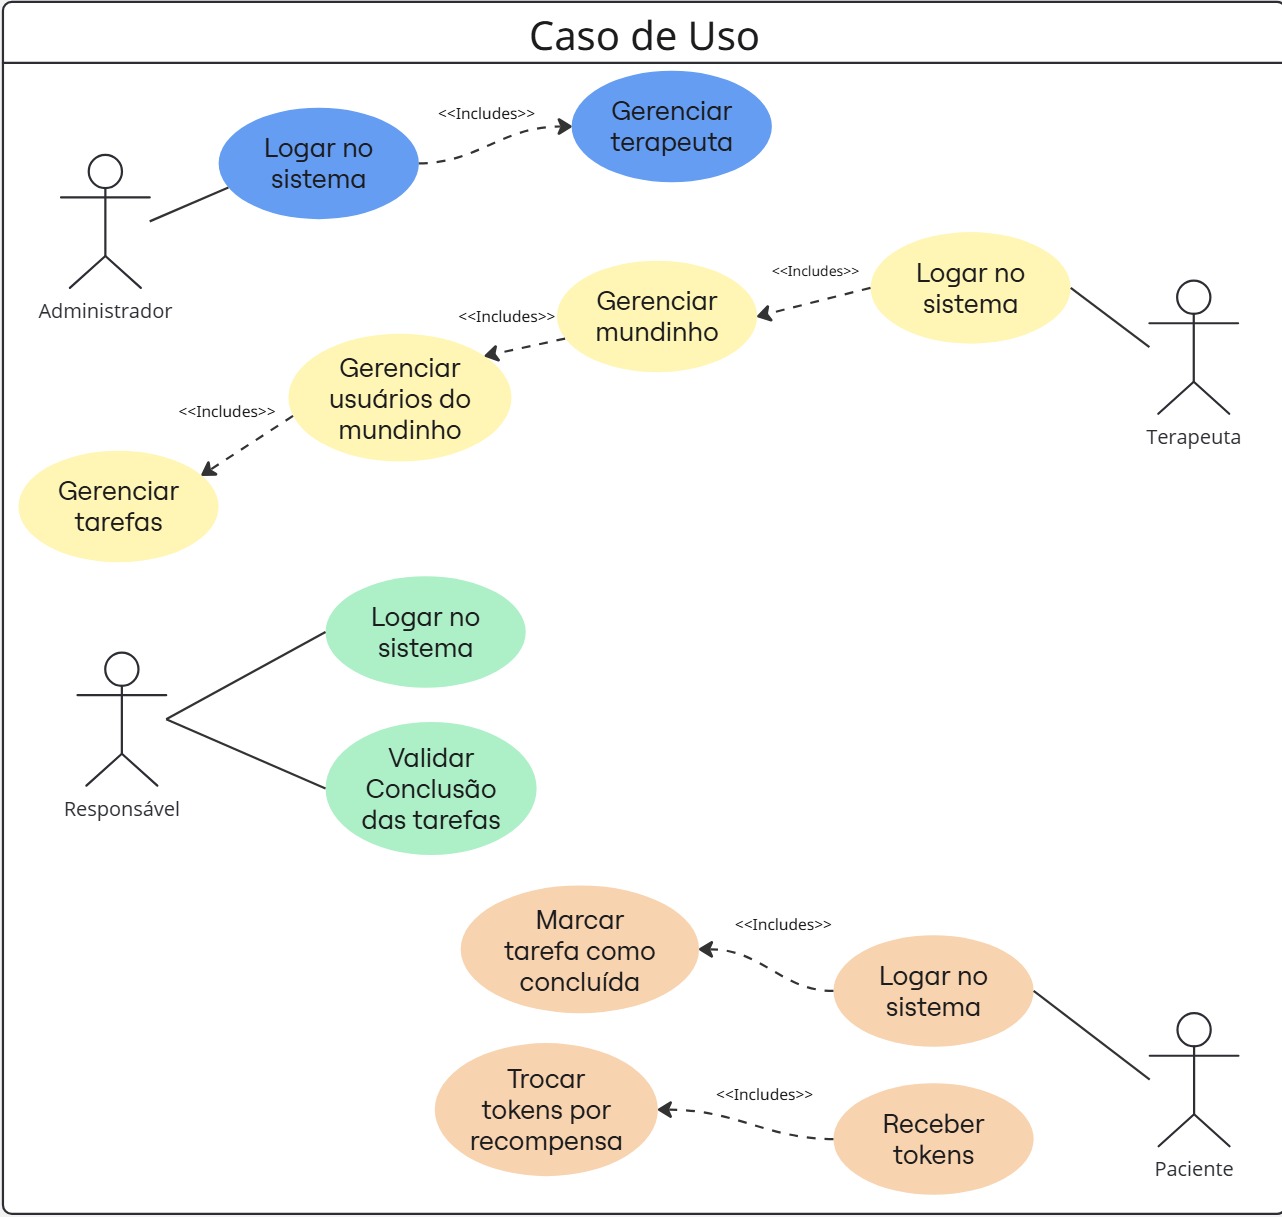 Caso de Uso
Logar no
sistema
<<Includes>>
Gerenciar
terapeuta
Administrador
Gerenciar
tarefas
<<Includes>>
Gerenciar
usuários do
mundinho
<<Includes>>
Gerenciar
mundinho
<<Includes>>
Logar no
sistema
Terapeuta
Responsável
Logar no
sistema
Validar
Conclusão
das tarefas
Marcar
tarefa como
concluída
<<Includes>>
Logar no
sistema
Trocar
tokens por
recompensa
<<Includes>>
Receber
tokens
Paciente